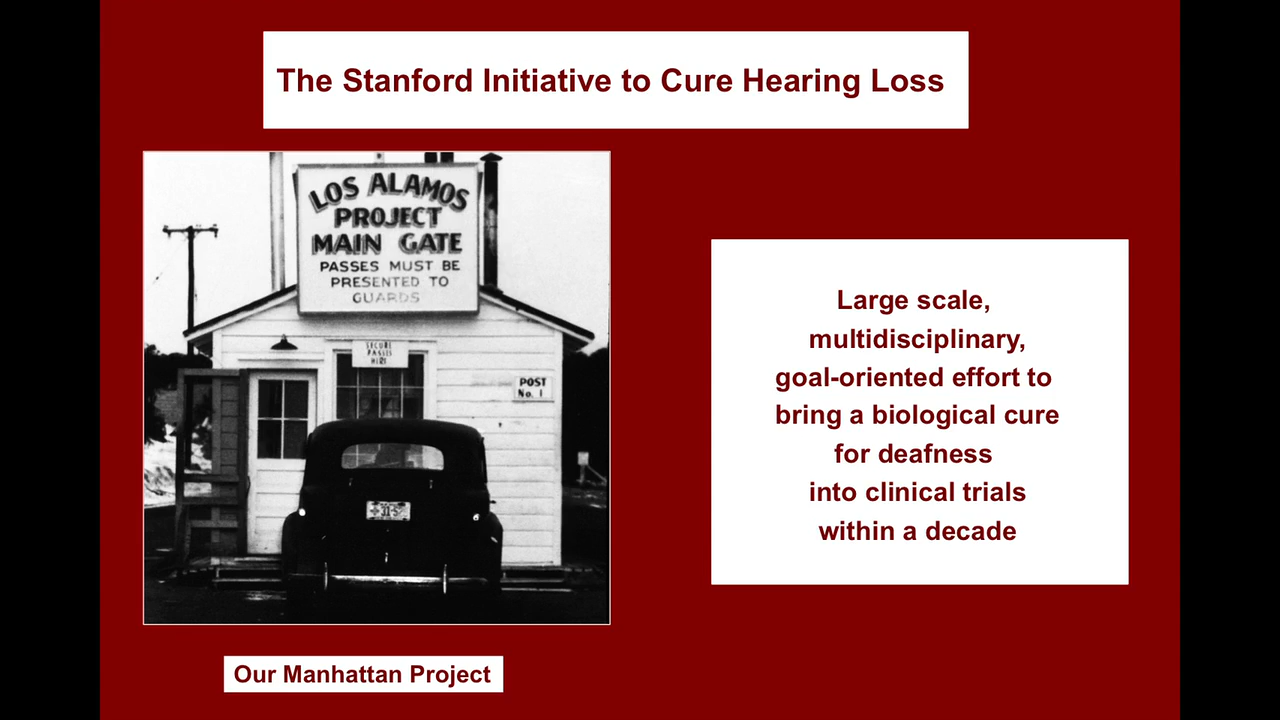 The Stanford Initiative to Cure Hearing Loss
LOS ALAMOS
PROJECT
MAIN GATE
PASSES MUST BE
PRESENTED TO
GUARDS
SECURE
PASSES
HERE
POST
No. 1
Large scale,
multidisciplinary,
goal-oriented effort to
bring a biological cure
for deafness
into clinical trials
within a decade
Our Manhattan Project